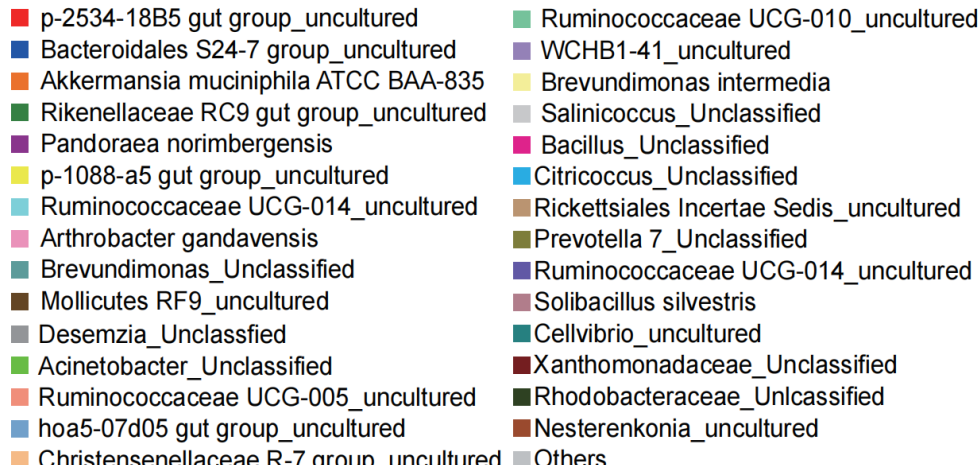 p-2534-18B5 gut group_uncultured
Bacteroidales S24-7 group_uncultured
Akkermansia muciniphila ATCC BAA-835
Rikenellaceae RC9 gut group_uncultured
Pandoraea norimbergensis
p-1088-a5 gut group_uncultured
Ruminococcaceae UCG-014_uncultured
Arthrobacter gandavensis
Brevundimonas_Unclassified
Mollicutes RF9_uncultured
Desemzia_Unclassfied
Acinetobacter_Unclassified
Ruminococcaceae UCG-005_uncultured
hoa5-07d05 gut group_uncultured
Christensenellaceae R-7 group_uncultured
Ruminococcaceae UCG-010_uncultured
WCHB1-41_uncultured
Brevundimonas intermedia
Salinicoccus_Unclassified
Bacillus_Unclassified
Citricoccus_Unclassified
Rickettsiales Incertae Sedis_uncultured
Prevotella 7_Unclassified
Ruminococcaceae UCG-014_uncultured
Solibacillus silvestris
Cellvibrio_uncultured
Xanthomonadaceae_Unclassified
Rhodobacteraceae_Unlcassified
Nesterenkonia_uncultured
Others